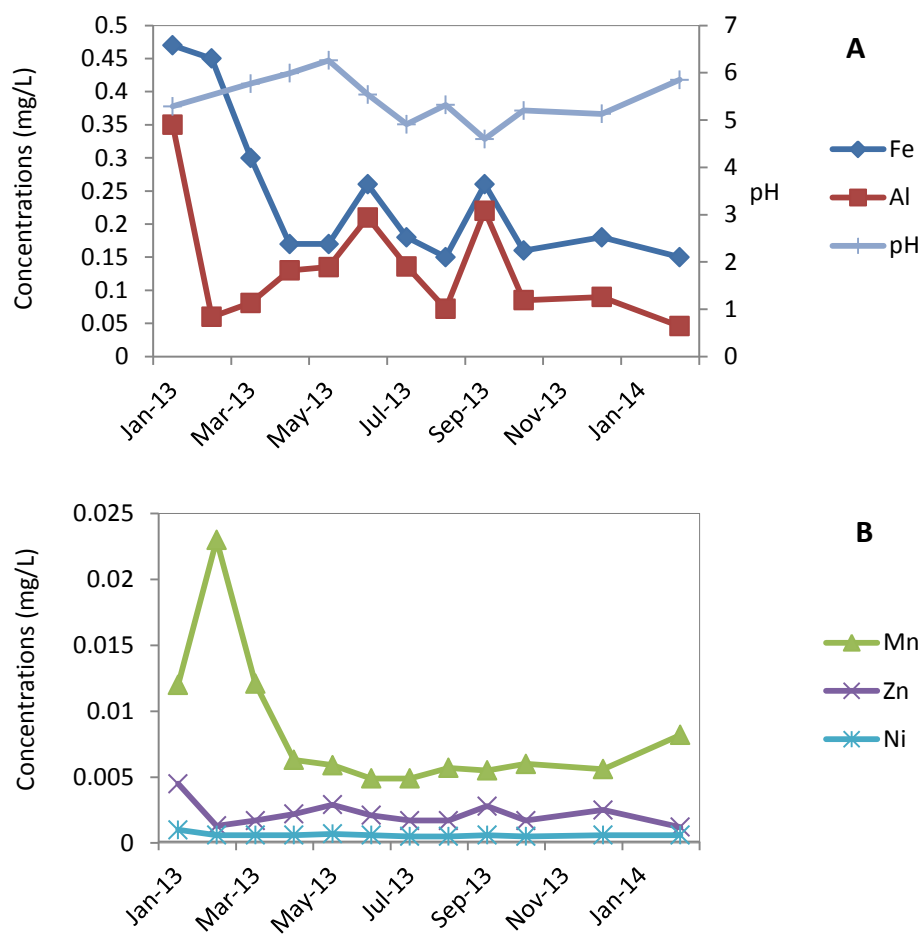 A
Concentrations (mg/L)
0.5
0.45
0.4
0.35
0.3
0.25
0.2
0.15
0.1
0.05
0
7
6
5
4
3
2
1
0
pH
Fe
Al
pH
Jan-13
Mar-13
May-13
Jul-13
Sep-13
Nov-13
Jan-14
B
Concentrations (mg/L)
0.025
0.02
0.015
0.01
0.005
0
Mn
Zn
Ni
Jan-13
Mar-13
May-13
Jul-13
Sep-13
Nov-13
Jan-14